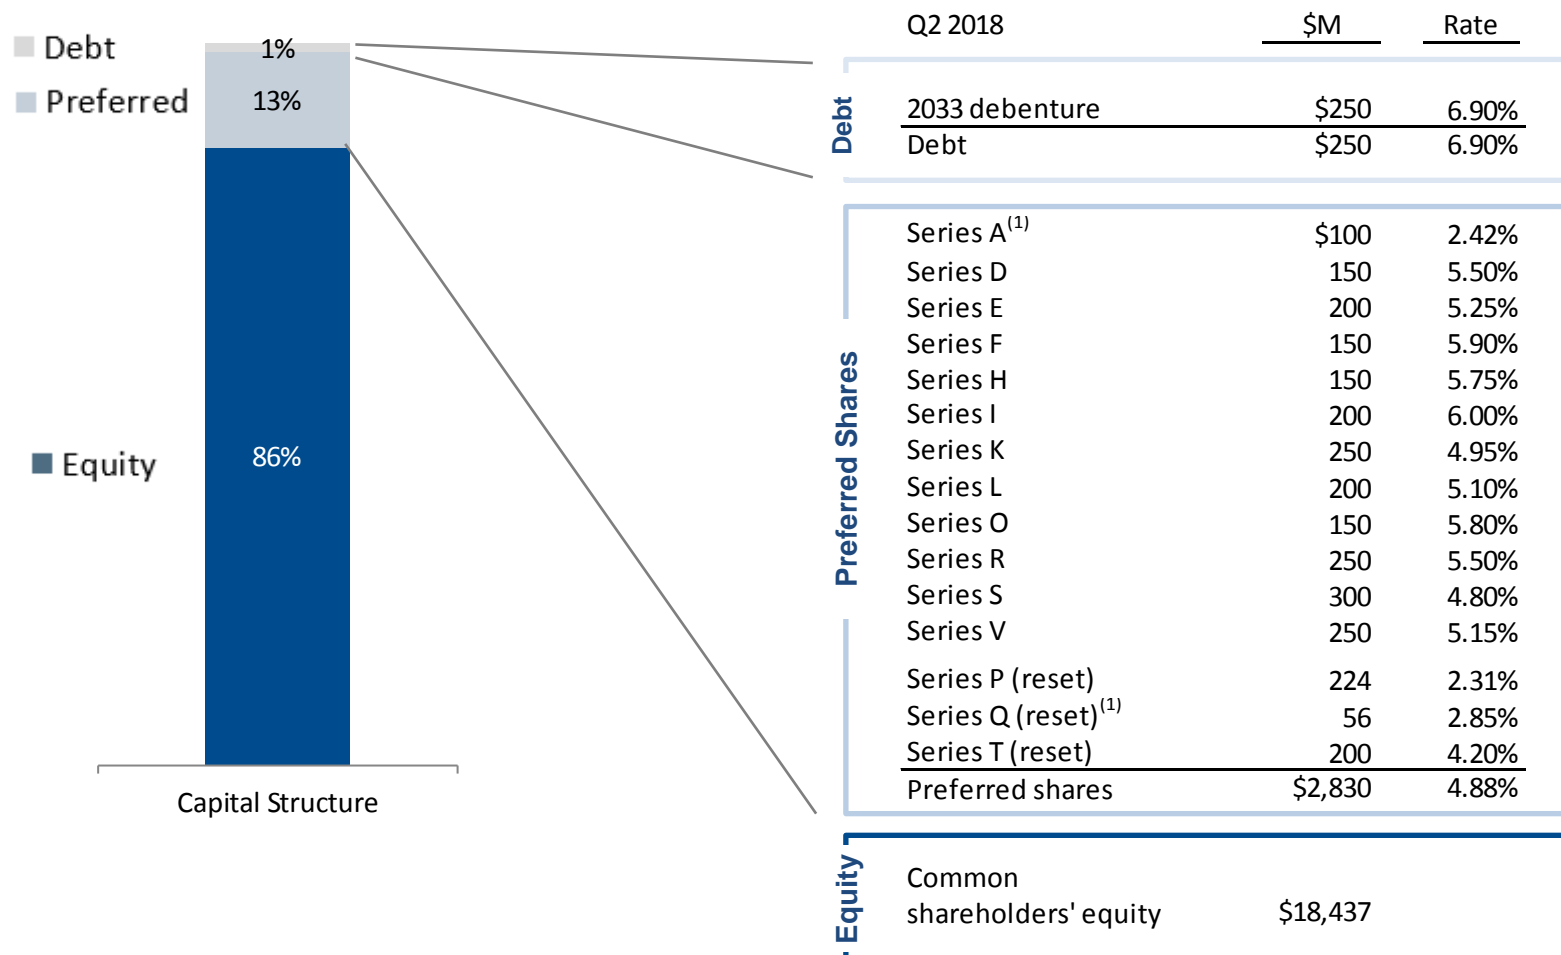 Debt
Preferred
Equity
1%
13%
86%
Capital Structure
Q2 2018 $M Rate
Debt
2033 debenture $250 6.90%
Debt $250 6.90%
Preferred Shares
Series A(1) $100 2.42%
Series D 150 5.50%
Series E 200 5.25%
Series F 150 5.90%
Series H 150 5.75%
Series I 200 6.00%
Series K 250 4.95%
Series L 200 5.10%
Series O 150 5.80%
Series R 250 5.50%
Series S 300 4.80%
Series V 250 5.15%
Series P (reset) 224 2.31%
Series Q (reset)(1) 56 2.85%
Series T (reset) 200 4.20%
Preferred shares $2,830 4.88%
Equity
Common
shareholders' equity $18,437